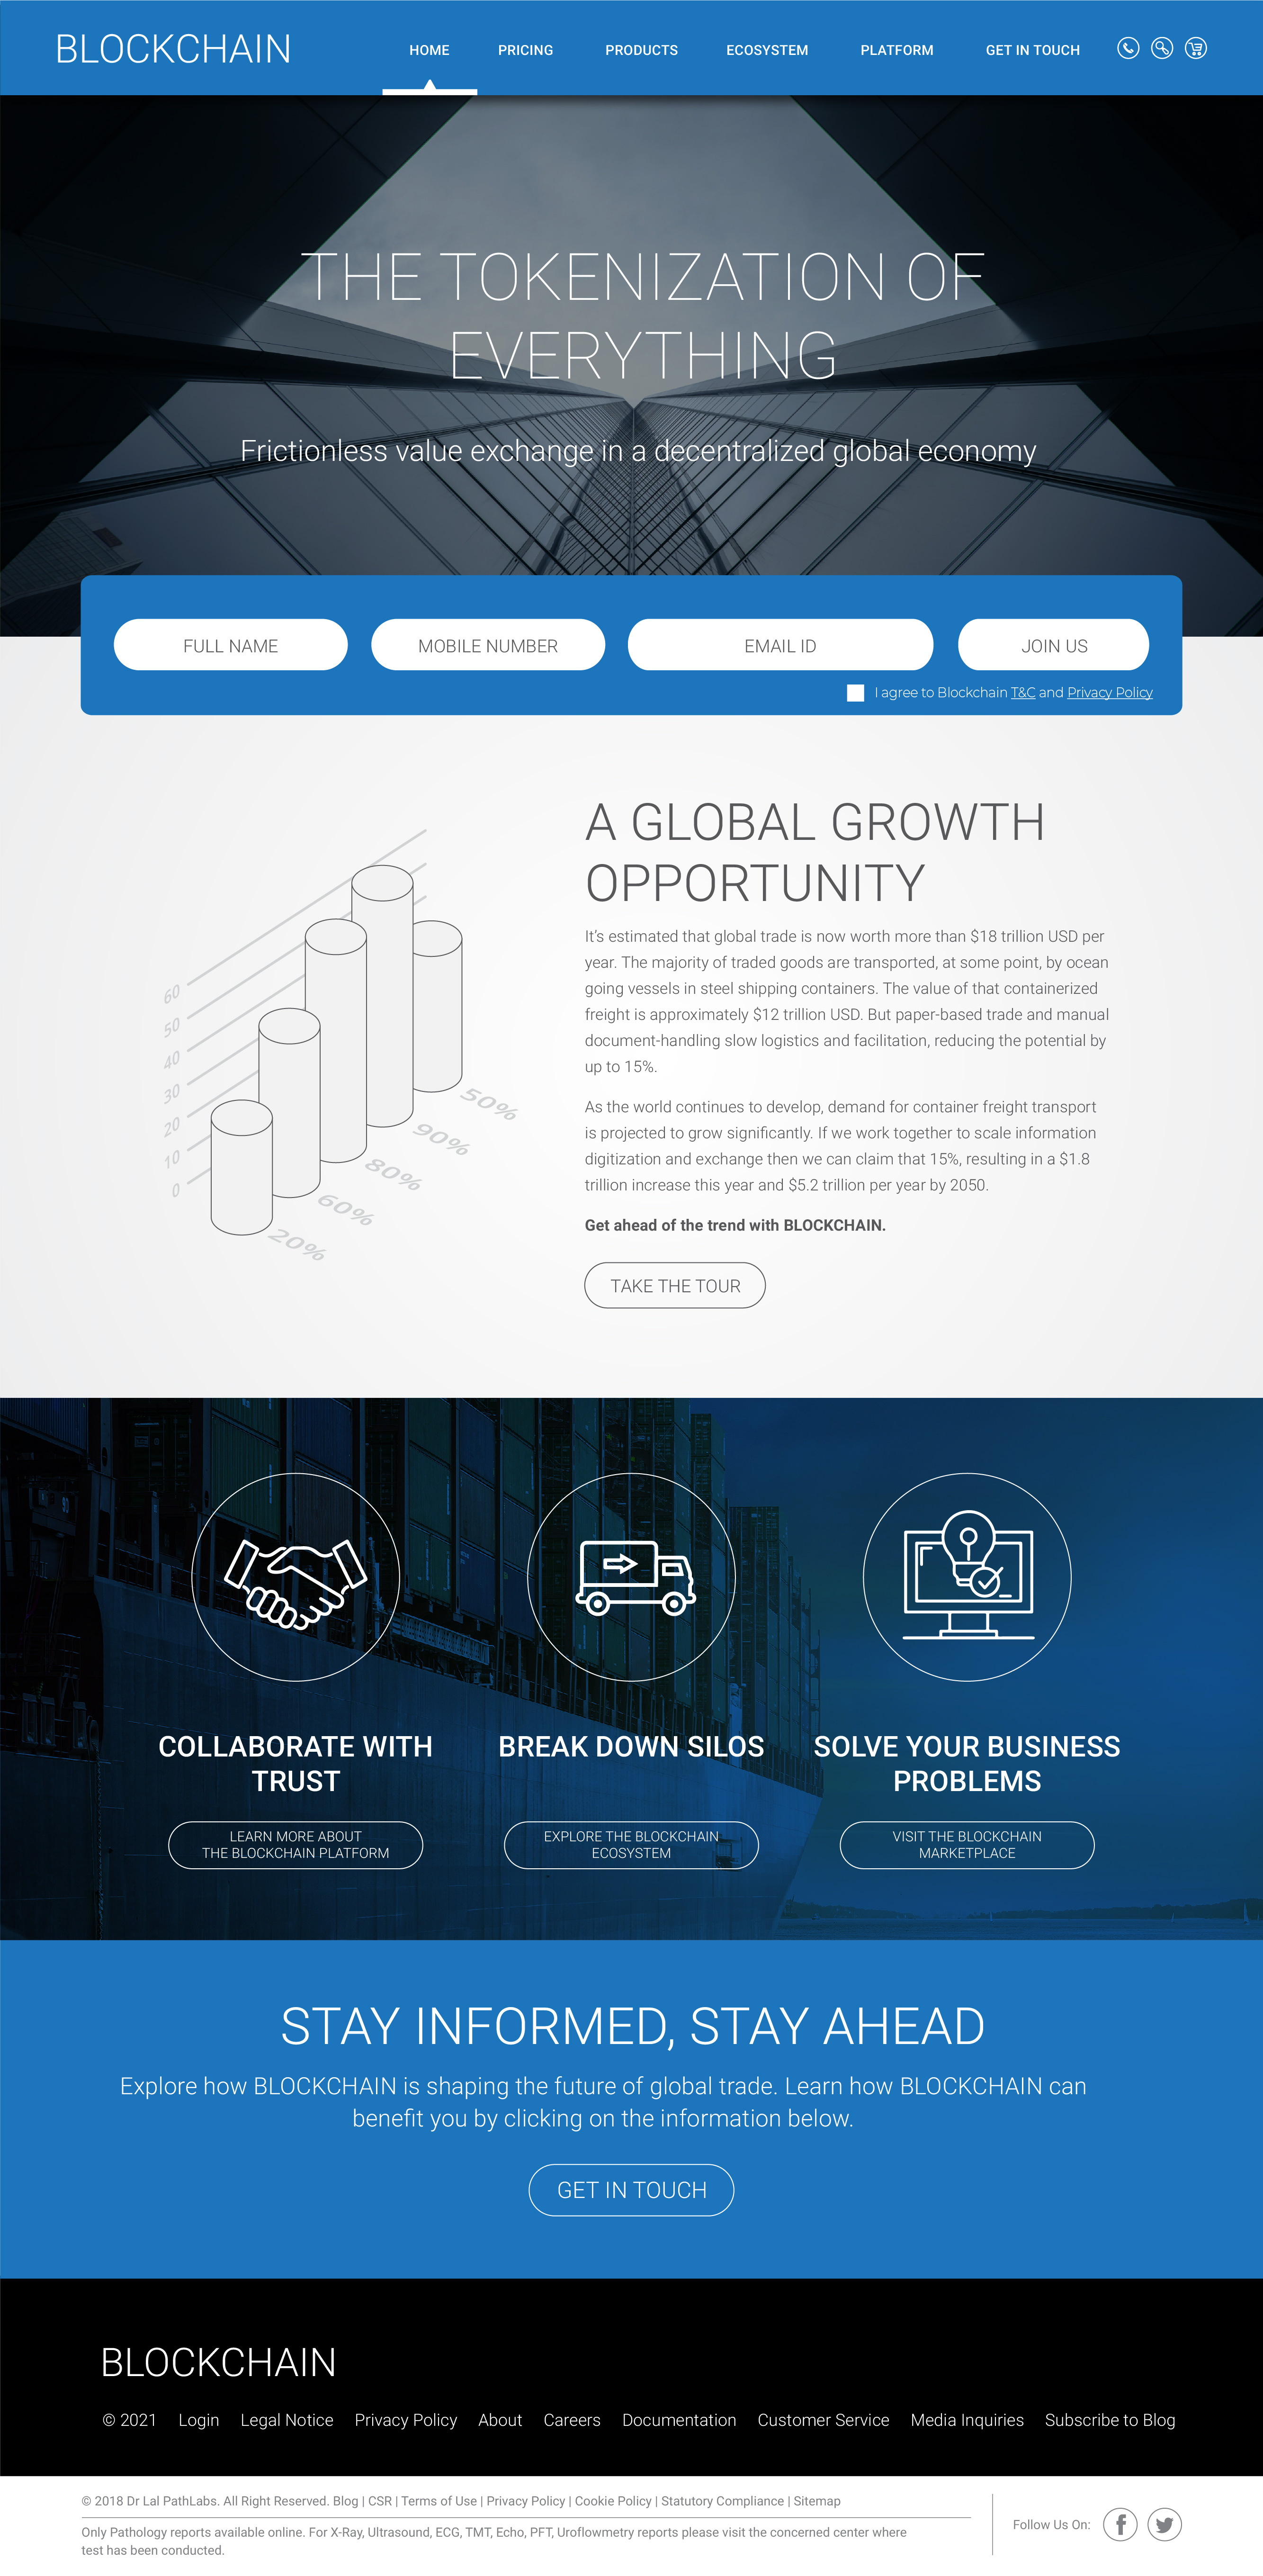 BLOCKCHAIN
HOME PRICING PRODUCTS ECOSYSTEM PLATFORM GET IN TOUCH
THE TOKENIZATION OF
EVERYTHING
Frictionless value exchange in a decentralized global economy
FULL NAME MOBILE NUMBER EMAIL ID JOIN US
I agree to Blockchain T&C and Privacy Policy
60
50
40
30
20
10
0
50%
90%
80%
60%
20%
A GLOBAL GROWTH
OPPORTUNITY
It’s estimated that global trade is now worth more than $18 trillion USD per
year. The majority of traded goods are transported, at some point, by ocean
going vessels in steel shipping containers. The value of that containerized
freight is approximately $12 trillion USD. But paper-based trade and manual
document-handling slow logistics and facilitation, reducing the potential by
up to 15%.
As the world continues to develop, demand for container freight transport
is projected to grow significantly. If we work together to scale information
digitization and exchange then we can claim that 15%, resulting in a $1.8
trillion increase this year and $5.2 trillion per year by 2050.
Get ahead of the trend with BLOCKCHAIN.
TAKE THE TOUR
COLLABORATE WITH
TRUST
LEARN MORE ABOUT
THE BLOCKCHAIN PLATFORM
BREAK DOWN SILOS
EXPLORE THE BLOCKCHAIN
ECOSYSTEM
SOLVE YOUR BUSINESS
PROBLEMS
VISIT THE BLOCKCHAIN
MARKETPLACE
STAY INFORMED, STAY AHEAD
Explore how BLOCKCHAIN is shaping the future of global trade. Learn how BLOCKCHAIN can
benefit you by clicking on the information below.
GET IN TOUCH
BLOCKCHAIN
© 2021 Login Legal Notice Privacy Policy About Careers Documentation Customer Service Media Inquiries Subscribe to Blog
© 2018 Dr Lal PathLabs. All Right Reserved. Blog | CSR | Terms of Use | Privacy Policy | Cookie Policy | Statutory Compliance | Sitemap
Only Pathology reports available online. For X-Ray, Ultrasound, ECG, TMT, Echo, PFT, Uroflowmetry reports please visit the concerned center where
test has been conducted.
Follow Us On: